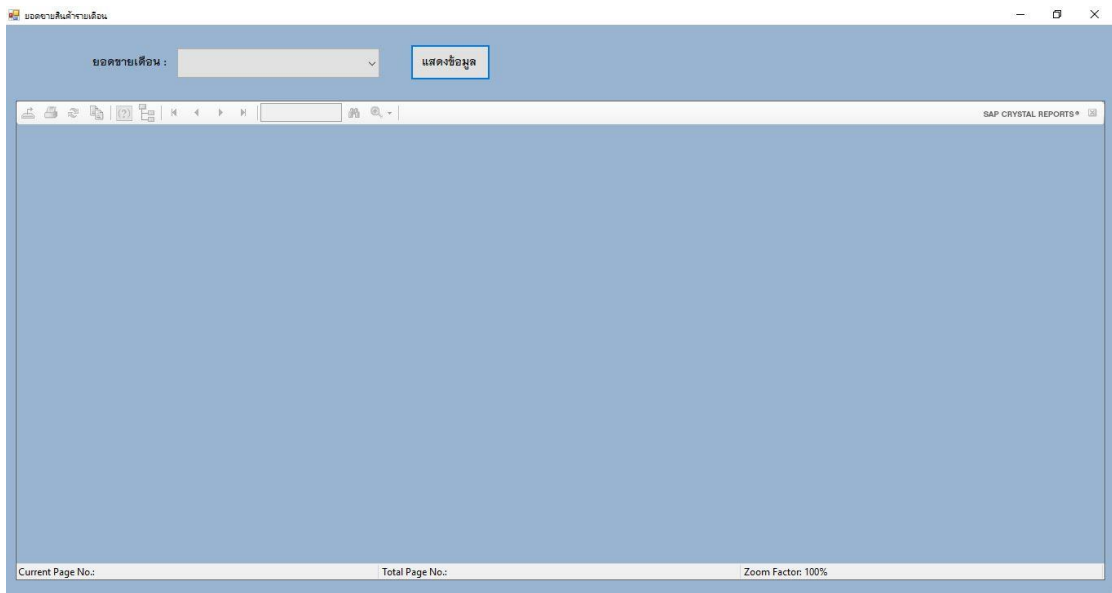 ยอดขายสินค้ารายเดือน
ยอดขายเดือน : แสดงข้อมูล
SAP CRYSTAL REPORTS®
Current Page No.: Total Page No.: Zoom Factor: 100%